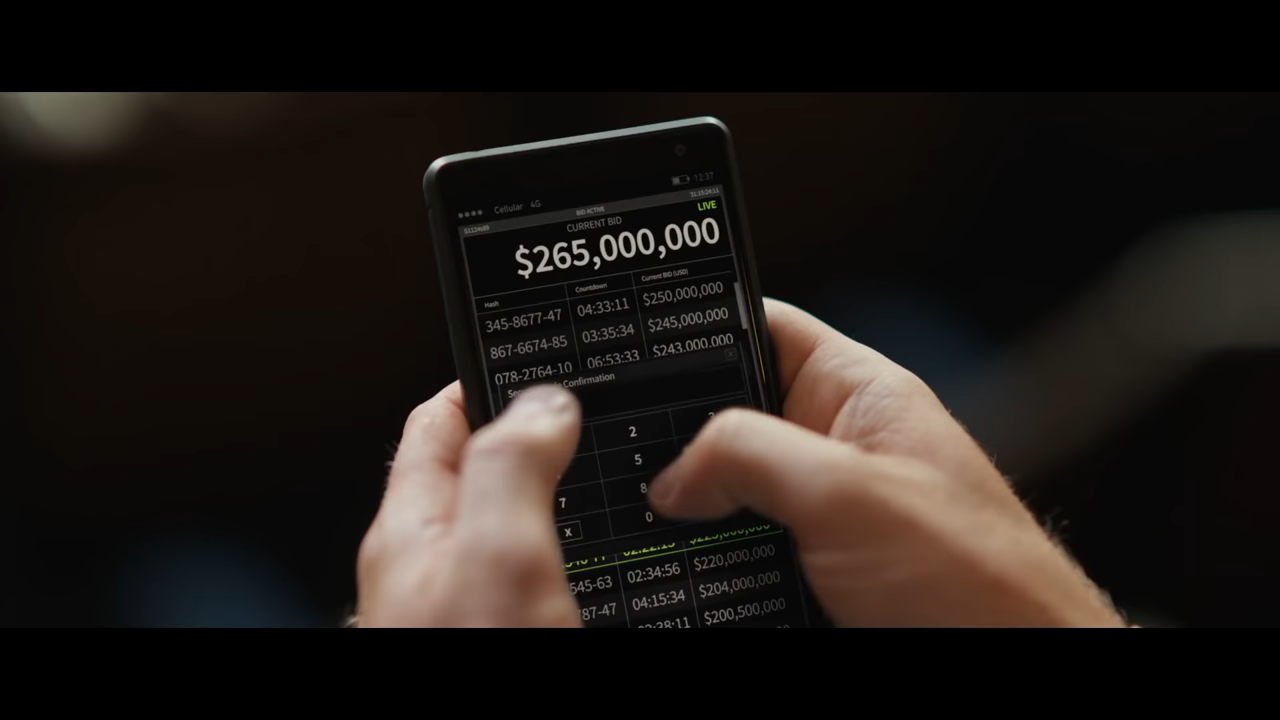 Cellular 4G 12:37
51124689 BID ACTIVE
CURRENT BID LIVE
$265,000,000
Hash Countdown Current BID (USD)
345-8677-47 04:33:11 $250,000,000
867-6674-85 03:35:34 $245,000,000
078-2764-10 06:53:33 $243,000,000
Confirmation
x
2
5
7 8
X 0
545-63 02:34:56 $220,000,000
787-47 04:15:34 $204,000,000
$200,500,000